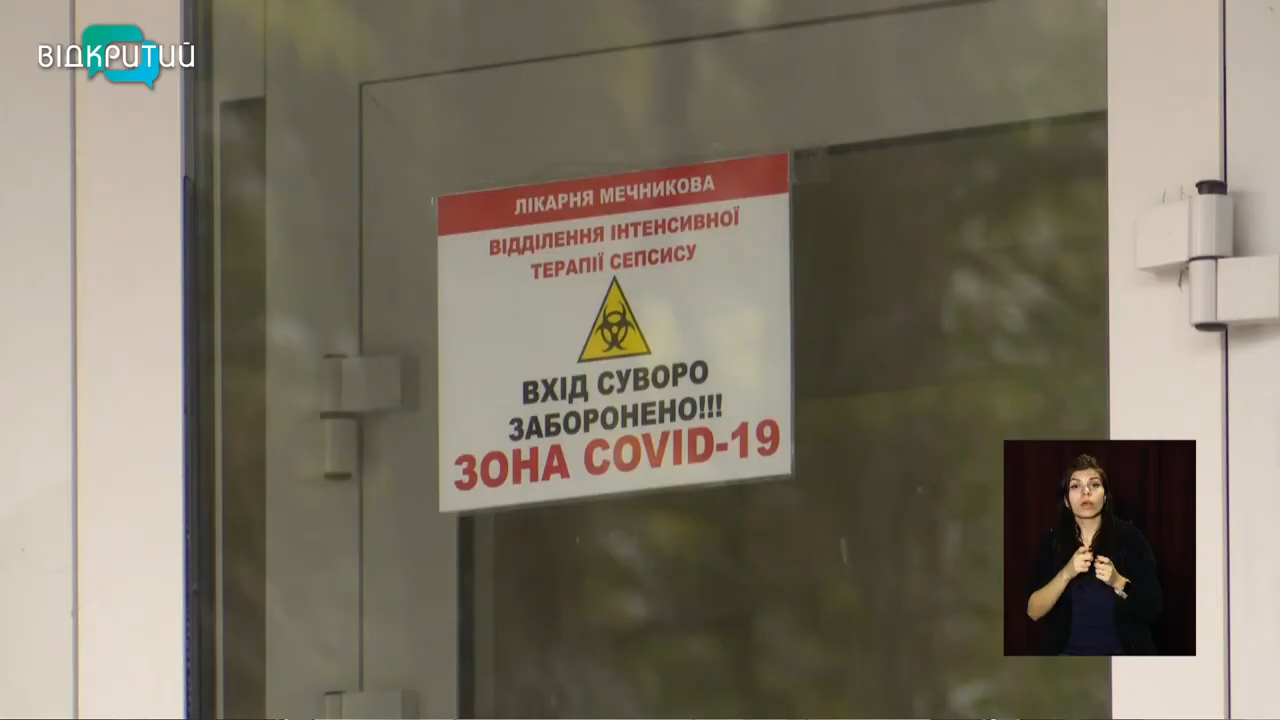 ВІДКРИТИЙ
ЛІКАРНЯ МЕЧНИКОВА
ВІДДІЛЕННЯ ІНТЕНСИВНОЇ
ТЕРАПІЇ СЕПСИСУ
ВХІД СУВОРО
ЗАБОРОНЕНО!!!
ЗОНА COVID-19